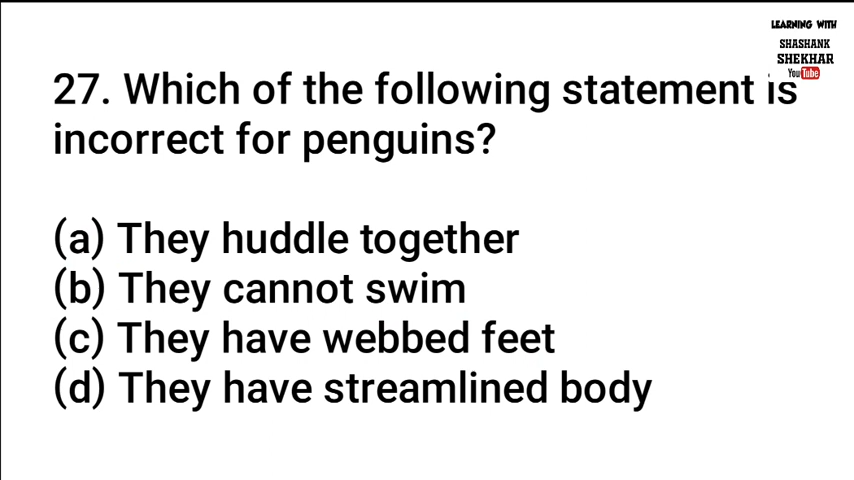 LEARNING WITH
SHASHANK
SHEKHAR
YouTube
27. Which of the following statement is
incorrect for penguins?
(a) They huddle together
(b) They cannot swim
(c) They have webbed feet
(d) They have streamlined body